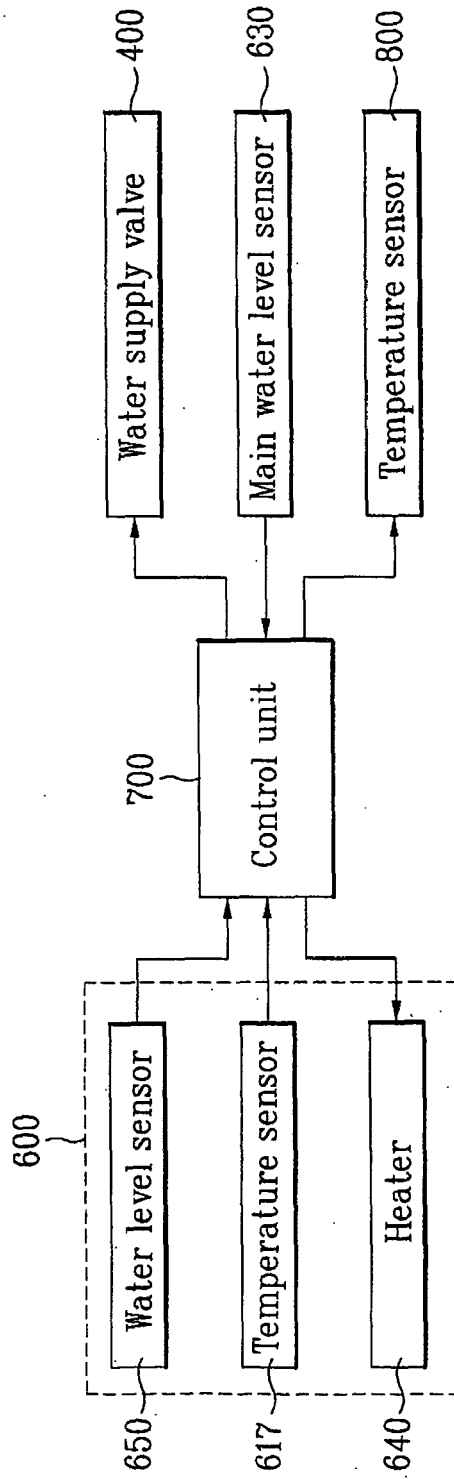 600
650
Water level sensor
617
Temperature sensor
640
Heater
700
Control unit
Water supply valve
400
Main water level sensor
630
Temperature sensor
800